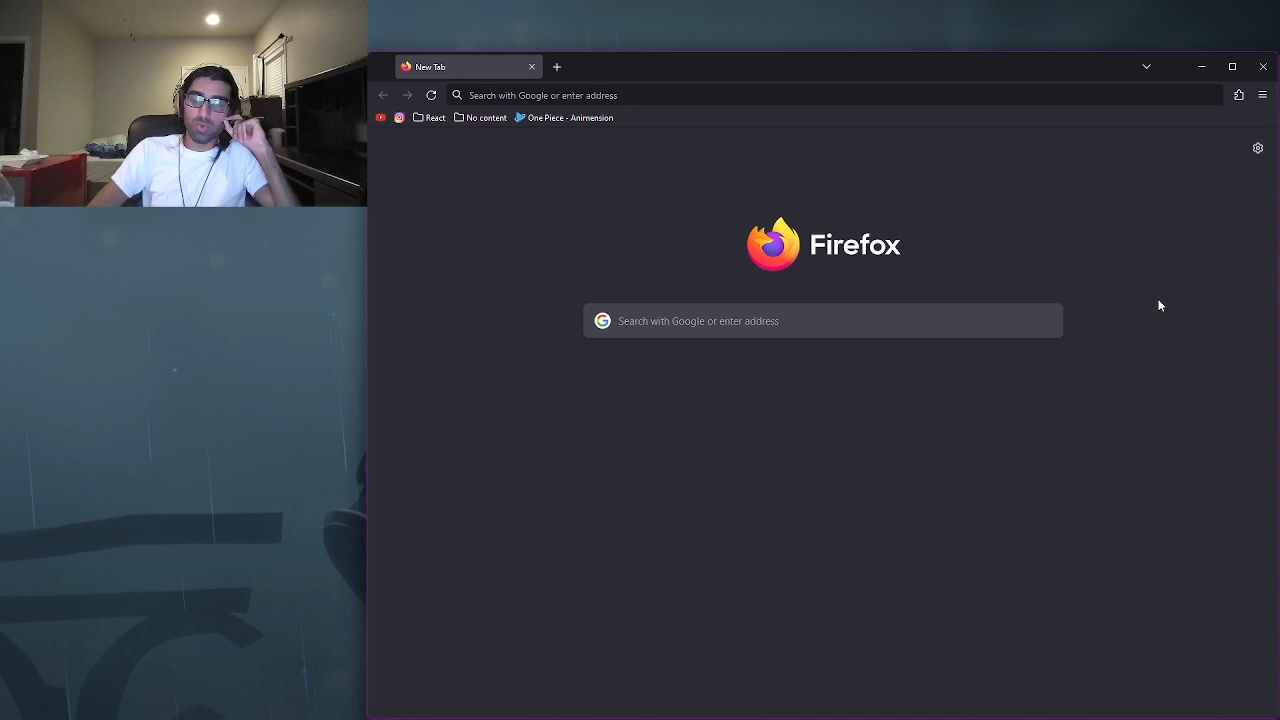 New Tab
Search with Google or enter address
React No content One Piece - Animension
Firefox
Search with Google or enter address